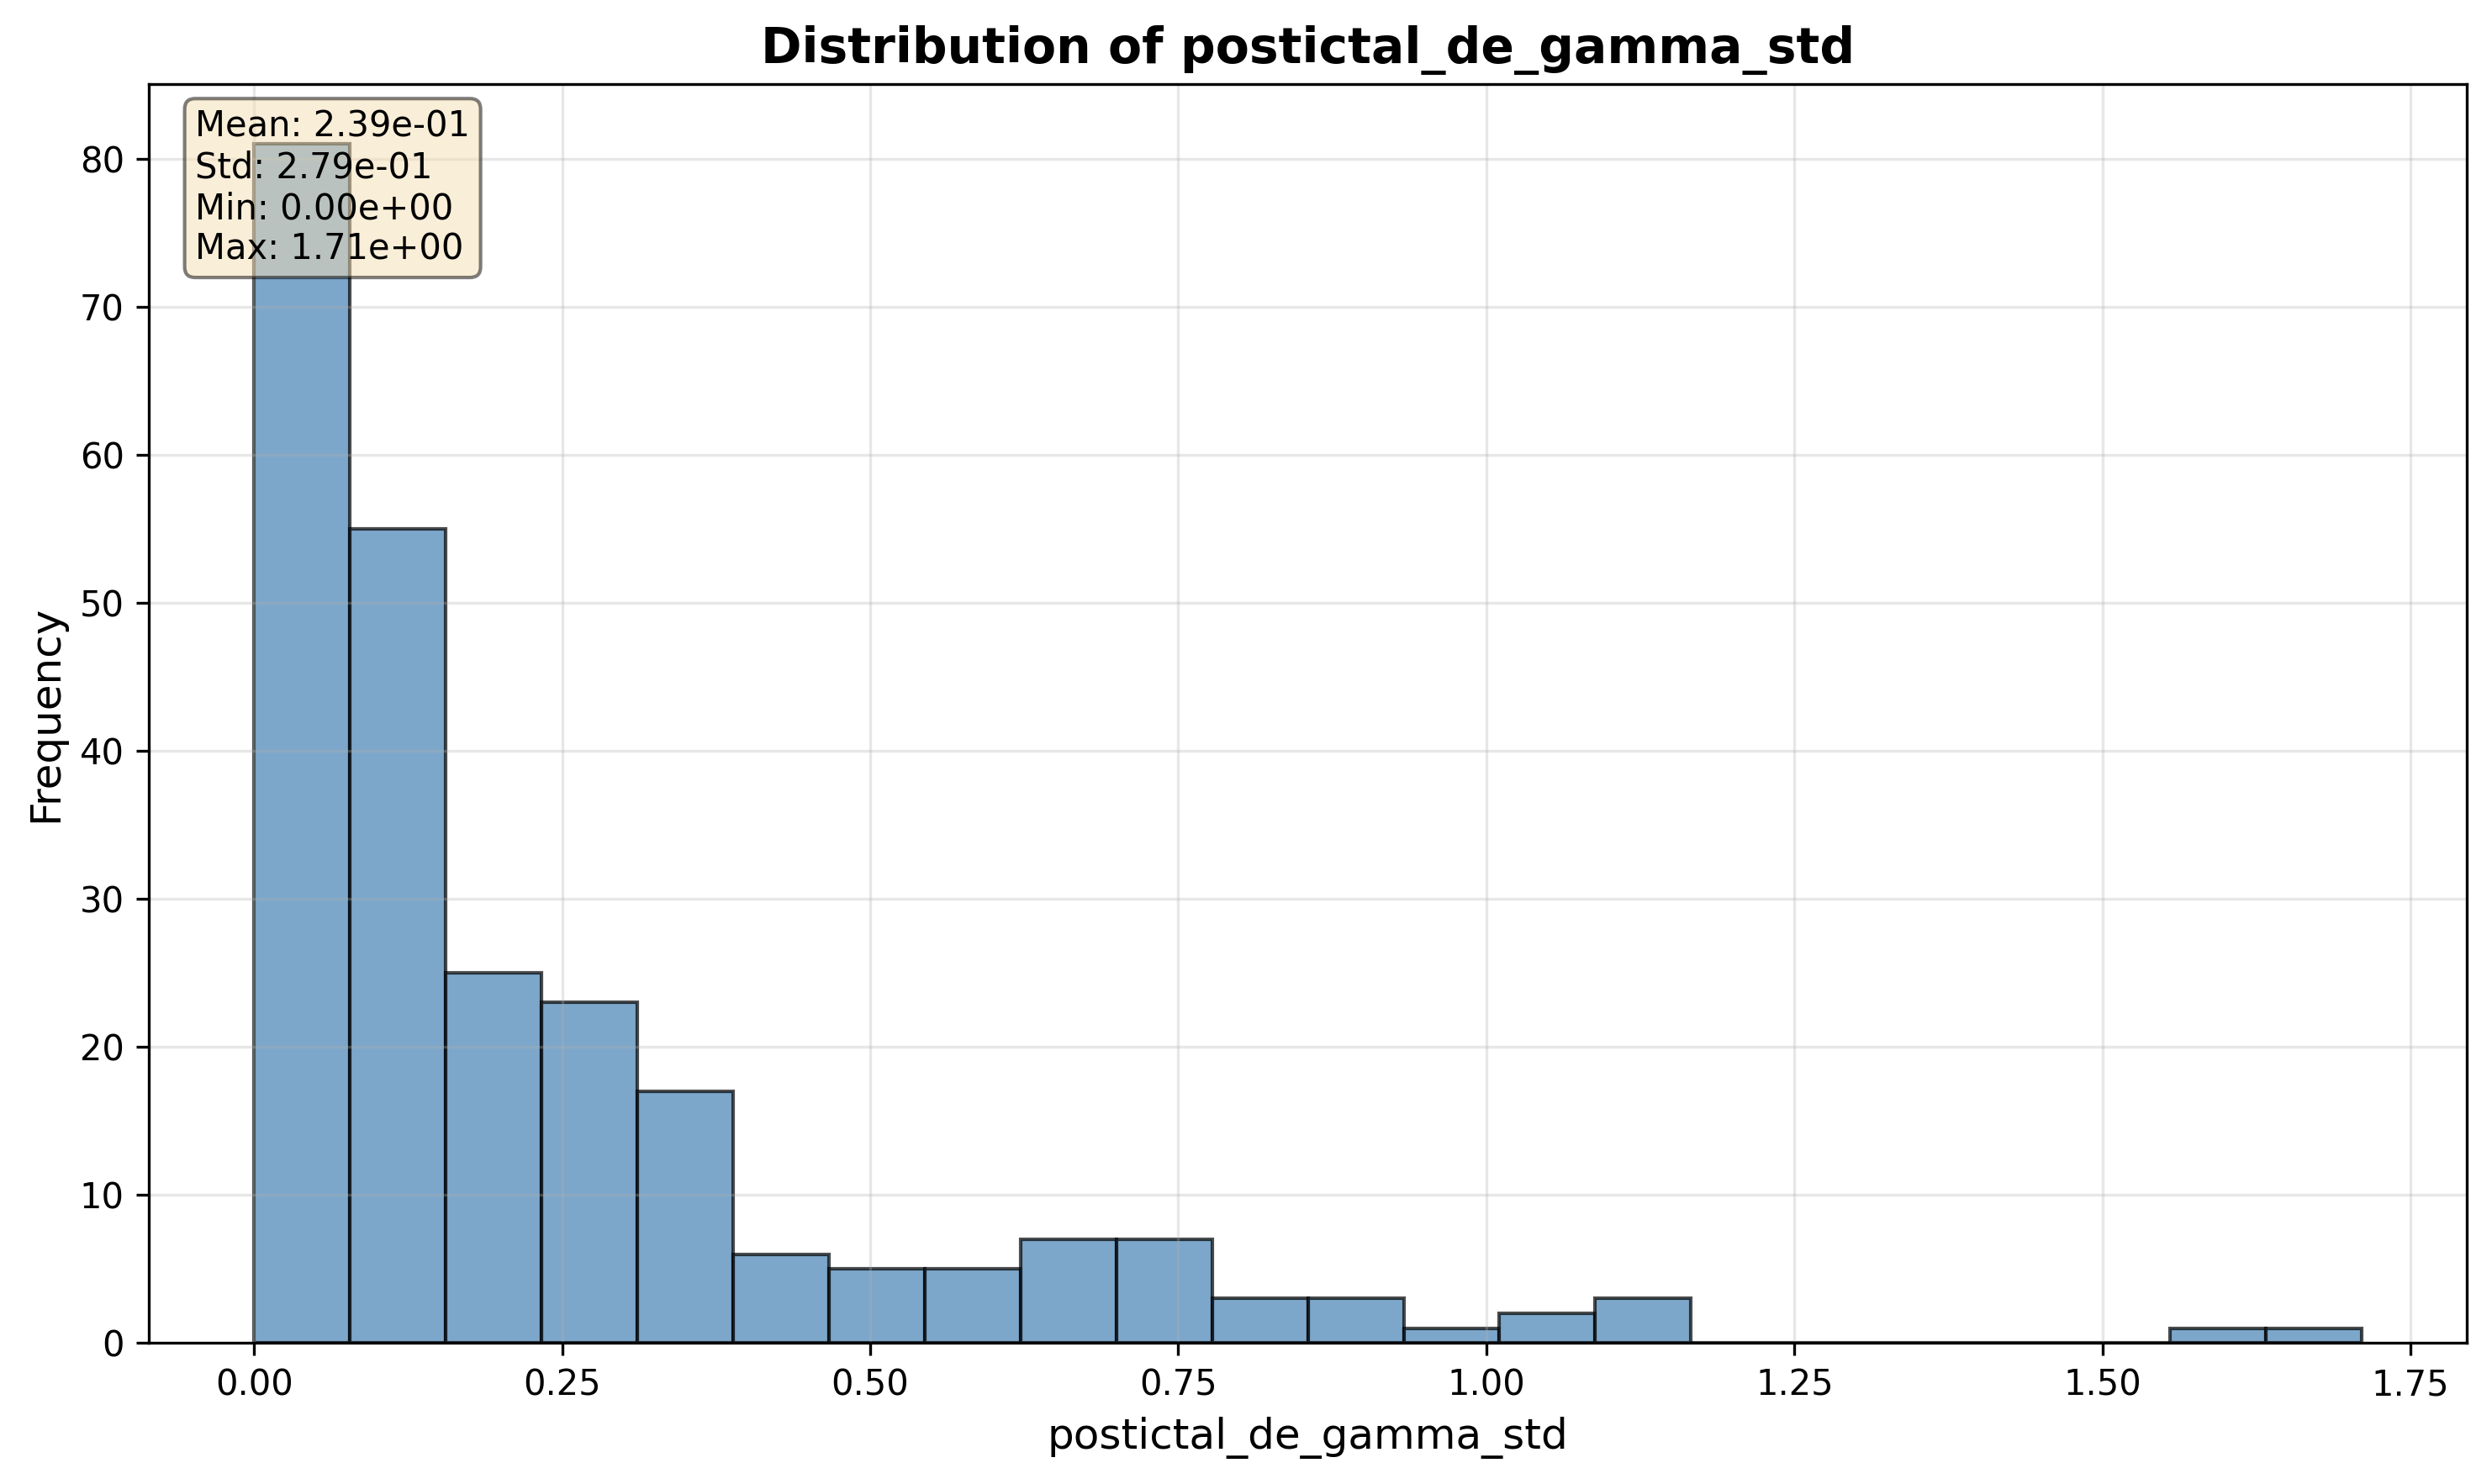 Distribution of postictal_de_gamma_std
Mean: 2.39e-01
Std: 2.79e-01
Min: 0.00e+00
Max: 1.71e+00
Frequency
80
70
60
50
40
30
20
10
0
0.00 0.25 0.50 0.75 1.00 1.25 1.50 1.75
postictal_de_gamma_std